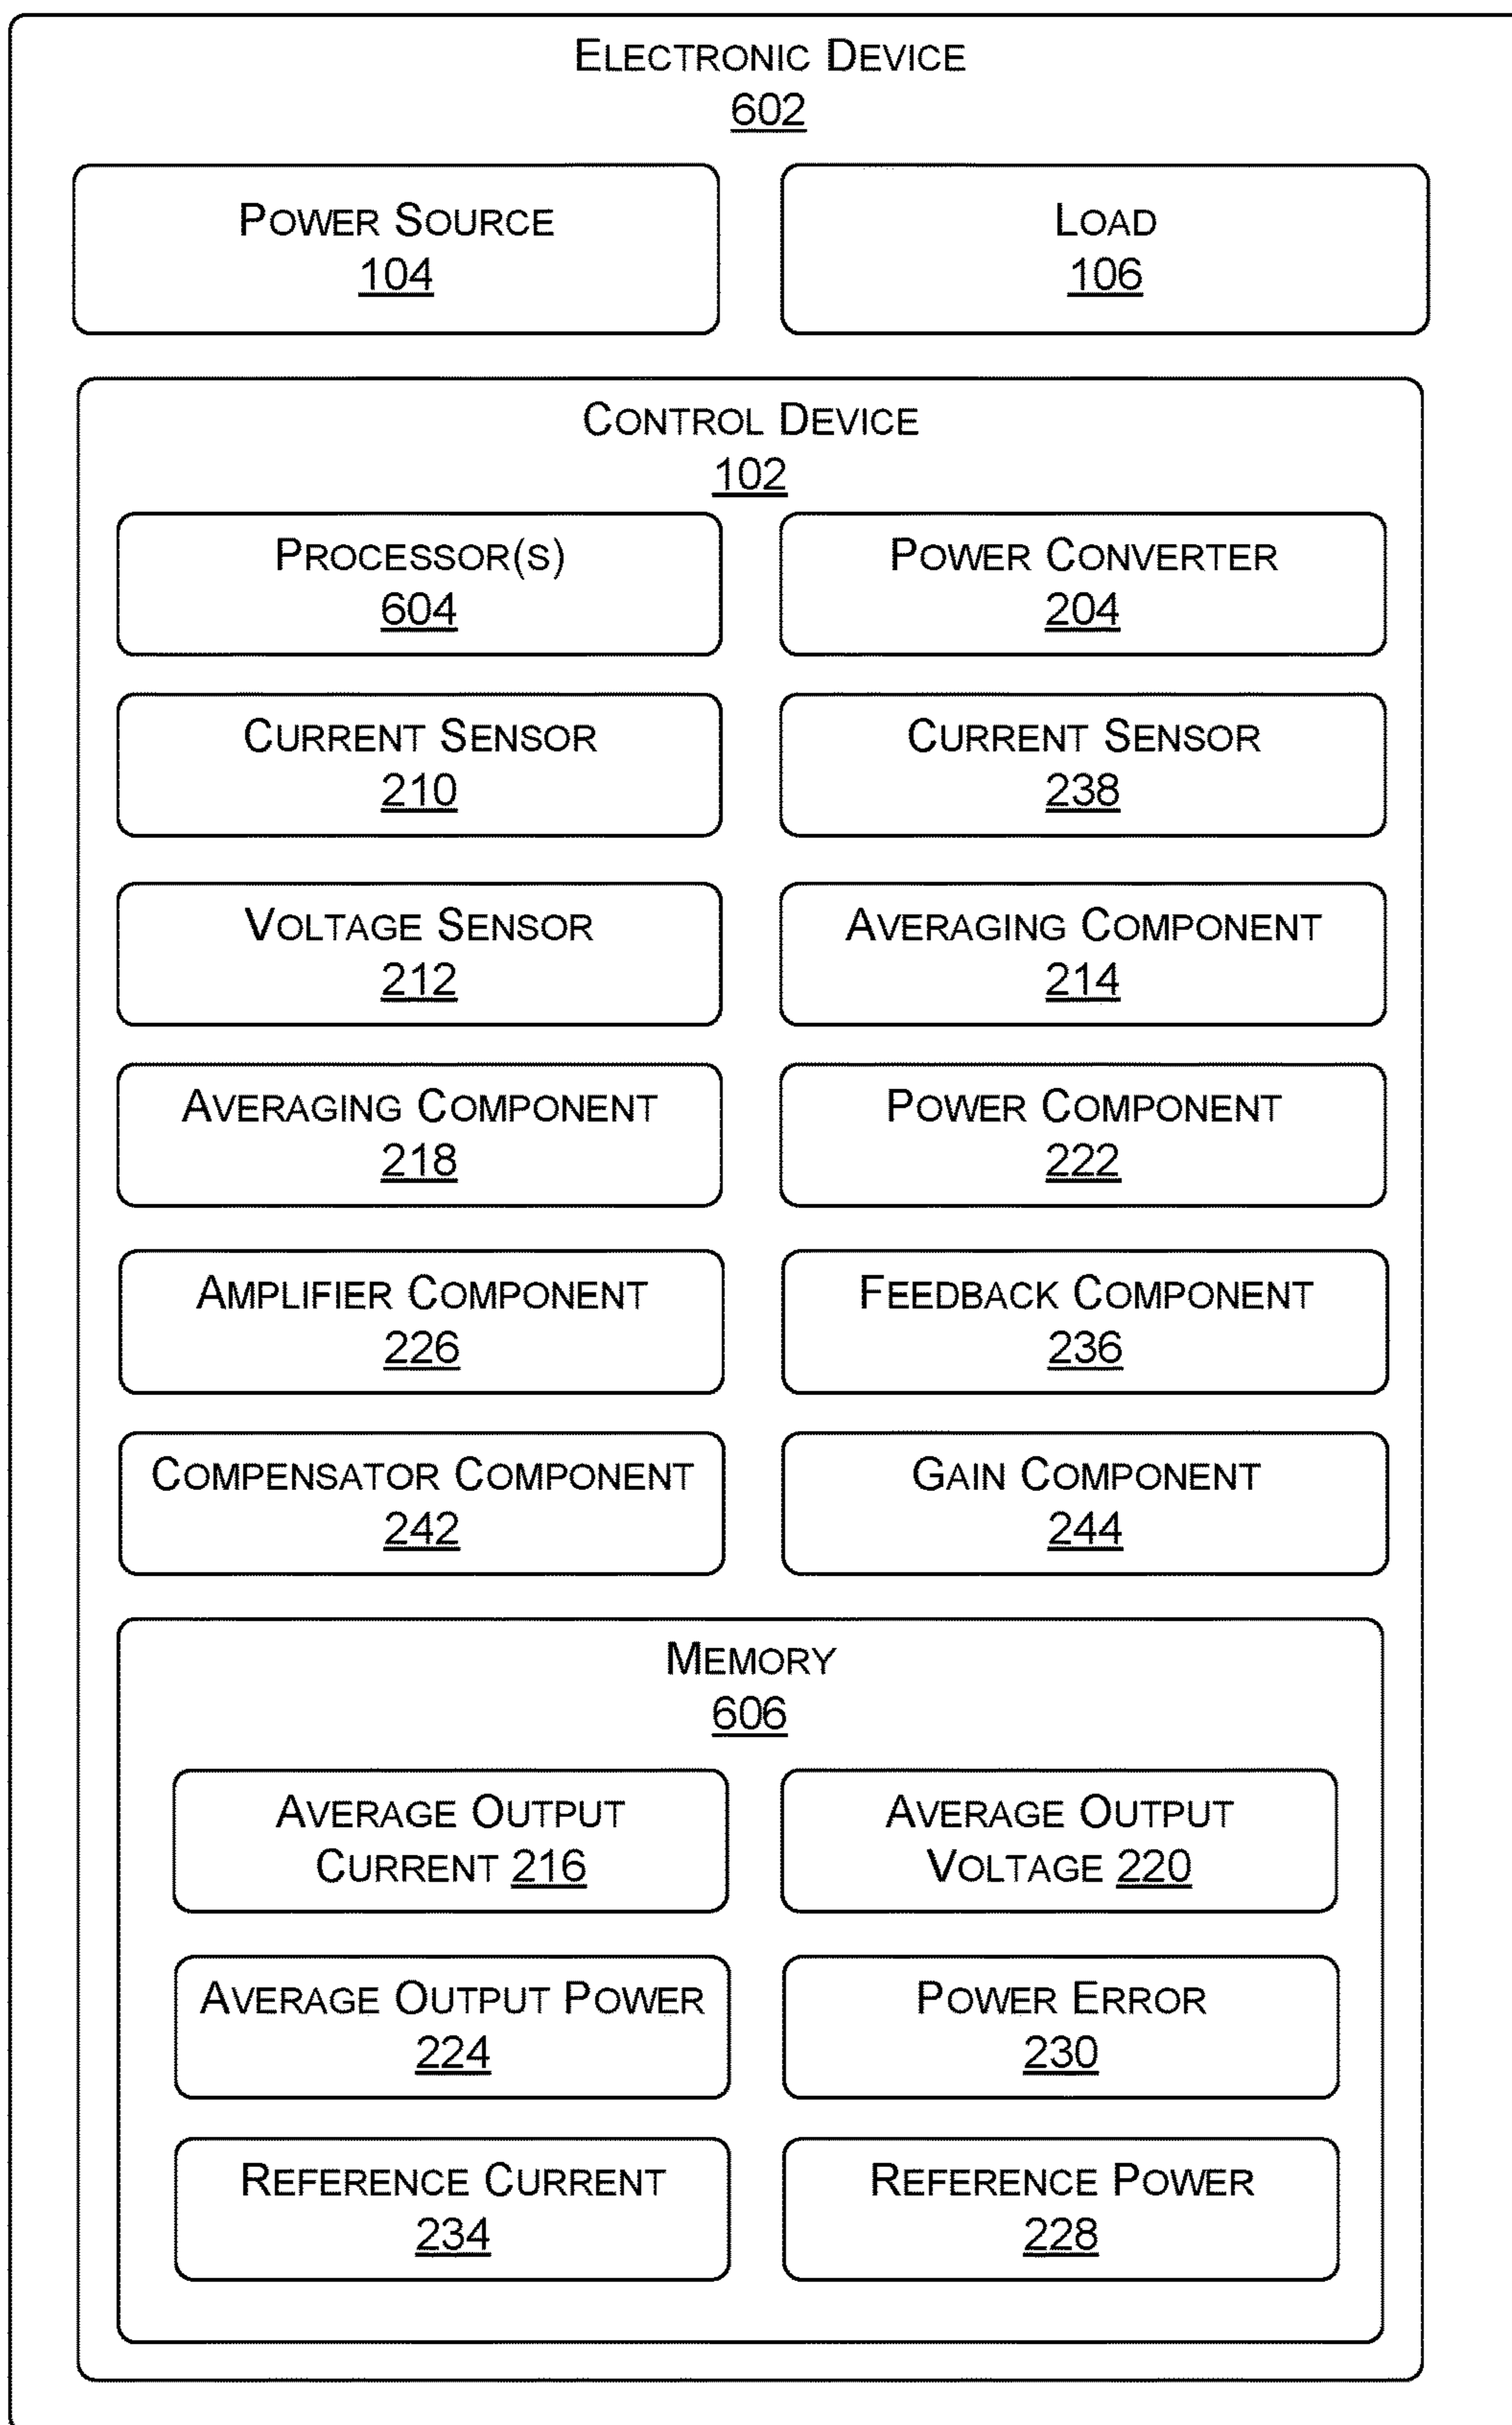 ELECTRONIC DEVICE
602
POWER SOURCE
104
LOAD
106
CONTROL DEVICE
102
PROCESSOR(S)
604
POWER CONVERTER
204
CURRENT SENSOR
210
CURRENT SENSOR
238
VOLTAGE SENSOR
212
AVERAGING COMPONENT
214
AVERAGING COMPONENT
218
POWER COMPONENT
222
AMPLIFIER COMPONENT
226
FEEDBACK COMPONENT
236
COMPENSATOR COMPONENT
242
GAIN COMPONENT
244
MEMORY
606
AVERAGE OUTPUT
CURRENT 216
AVERAGE OUTPUT
VOLTAGE 220
AVERAGE OUTPUT POWER
224
POWER ERROR
230
REFERENCE CURRENT
234
REFERENCE POWER
228